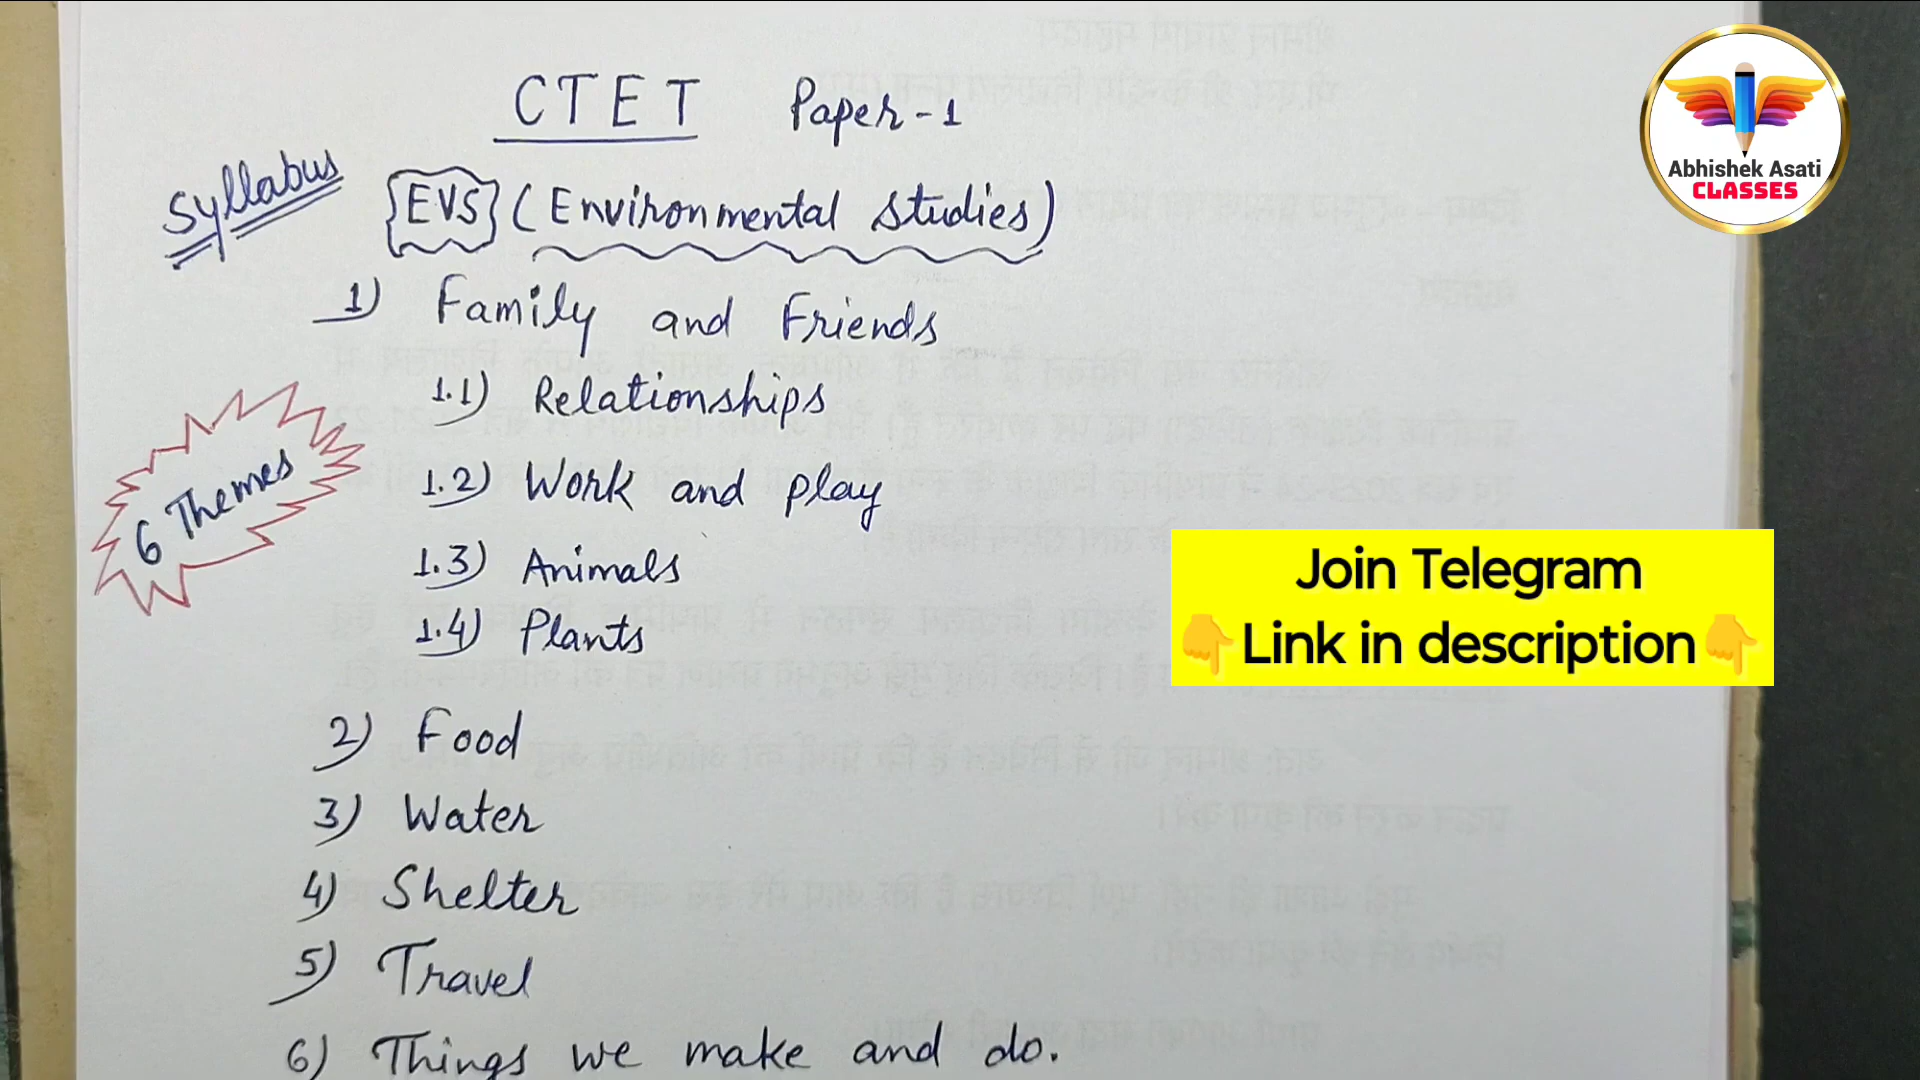 CTET Paper-1
Syllabus
EVS (Environmental Studies)
1) Family and Friends
1.1) Relationships
1.2) Work and play
1.3) Animals
1.4) Plants
6 Themes
2) Food
3) Water
4) Shelter
5) Travel
6) Things we make and do.
Abhishek Asati
CLASSES
Join Telegram
👇Link in description👇